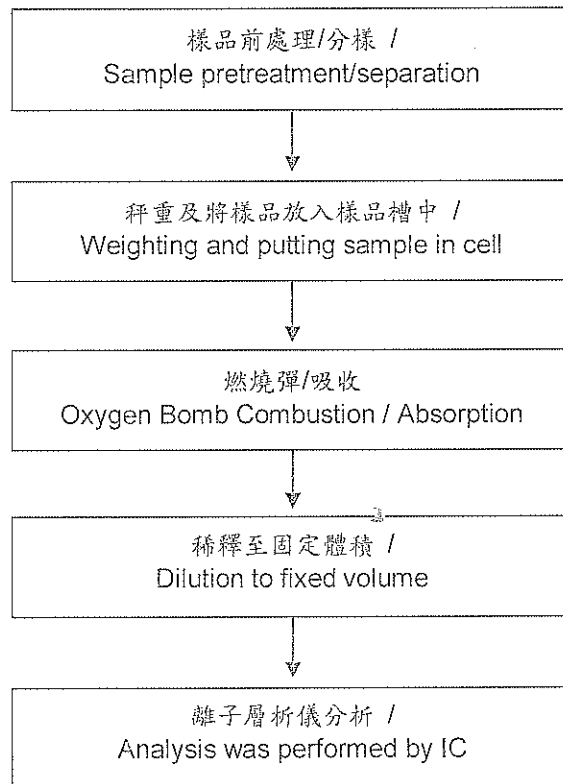 樣品前處理/分樣 /
Sample pretreatment/separation
秤重及將樣品放入樣品槽中 /
Weighting and putting sample in cell
燃燒彈/吸收
Oxygen Bomb Combustion / Absorption
稀釋至固定體積 /
Dilution to fixed volume
離子層析儀分析 /
Analysis was performed by IC